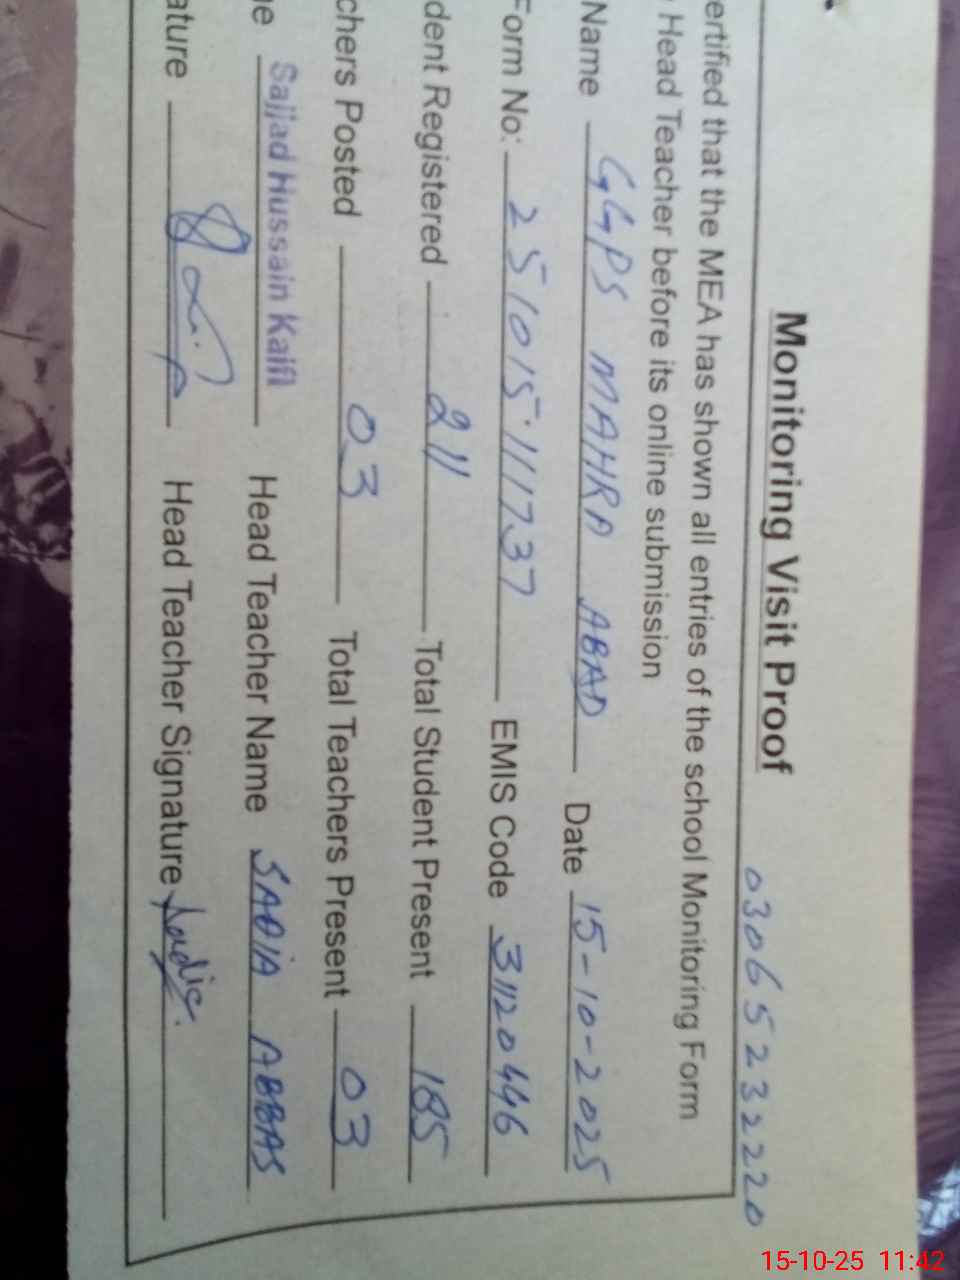 Monitoring Visit Proof 03065232220
ertified that the MEA has shown all entries of the school Monitoring Form
Head Teacher before its online submission
Name GGPS MAHRA ABAD Date 15-10-2025
Form No: 251015.111737 EMIS Code 31120446
dent Registered 211 Total Student Present 185
chers Posted 03 Total Teachers Present 03
Sajjad Hussain Kaifi Head Teacher Name SADIA ABBAS
ature Head Teacher Signature Sadia
15-10-25 11:42